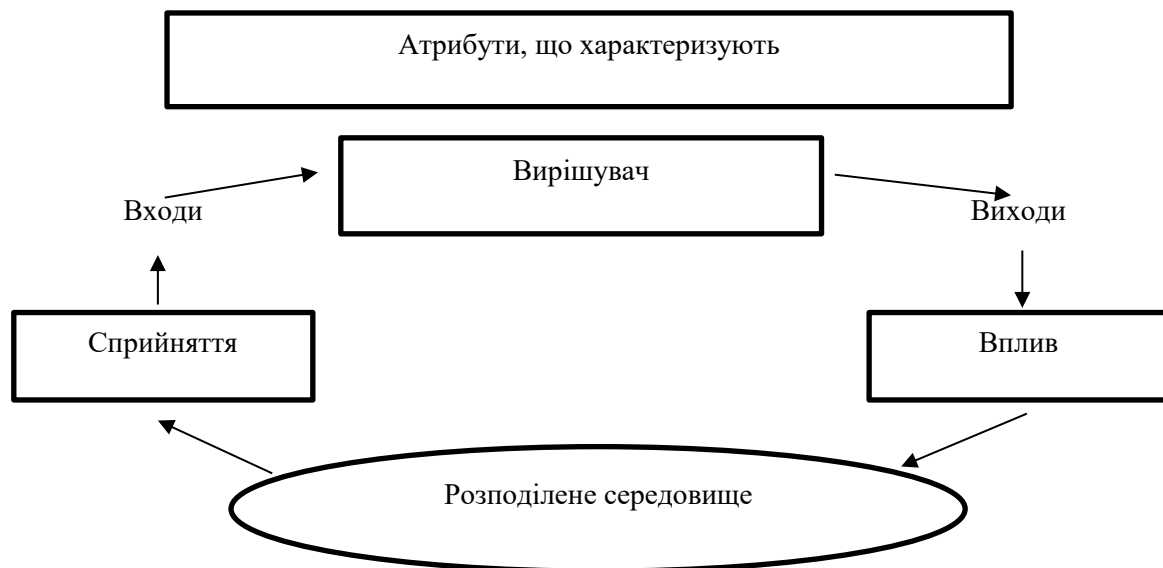 Атрибути, що характеризують
Вирішувач
Входи
Виходи
Сприйняття
Вплив
Розподілене середовище